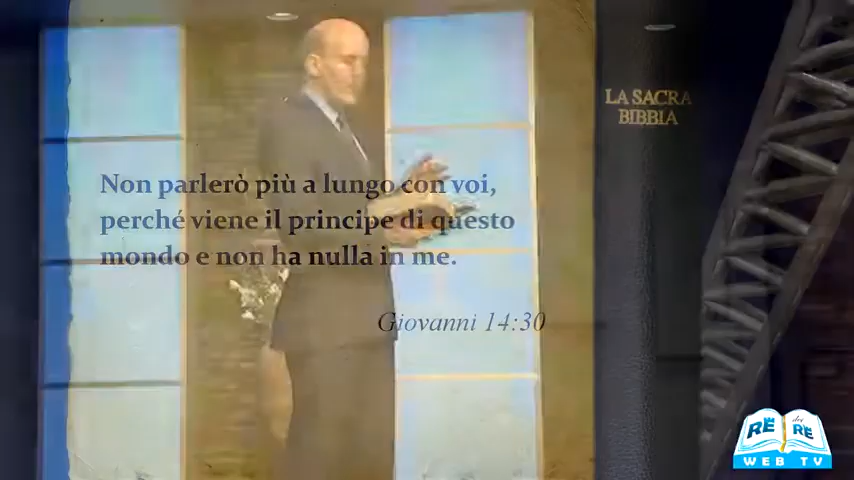 LA SACRA
BIBBIA
Non parlerò più a lungo con voi,
perché viene il principe di questo
mondo e non ha nulla in me.
Giovanni 14:30
RE dei RE
WEB TV